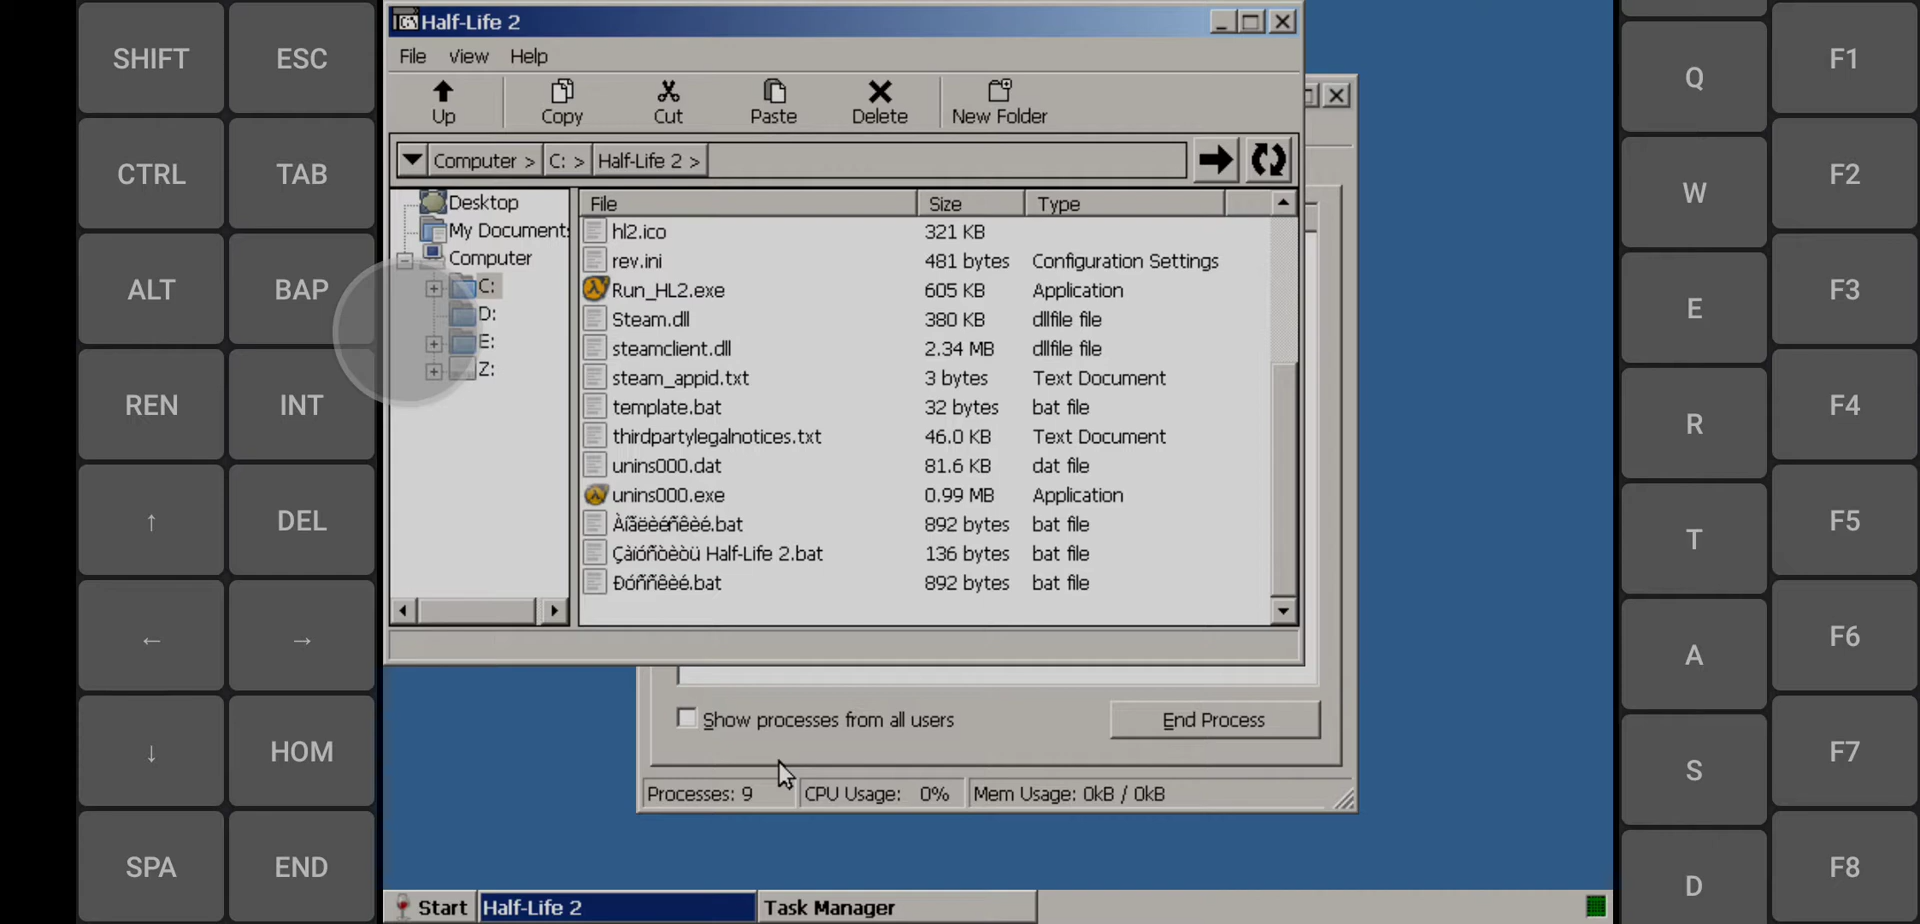 SHIFT
ESC
CTRL
TAB
ALT
BAP
REN
INT
↑
DEL
←
→
↓
HOM
SPA
END
Half-Life 2
File View Help
Up Copy Cut Paste Delete New Folder
Computer > C: > Half-Life 2 >
Desktop
My Document
Computer
C:
D:
E:
Z:
File Size Type
hl2.ico 321 KB
rev.ini 481 bytes Configuration Settings
Run_HL2.exe 605 KB Application
Steam.dll 380 KB dllfile file
steamclient.dll 2.34 MB dllfile file
steam_appid.txt 3 bytes Text Document
template.bat 32 bytes bat file
thirdpartylegalnotices.txt 46.0 KB Text Document
unins000.dat 81.6 KB dat file
unins000.exe 0.99 MB Application
Àíãëèéñêèé.bat 892 bytes bat file
Çàïóñòèòü Half-Life 2.bat 136 bytes bat file
Ðóññêèé.bat 892 bytes bat file
Show processes from all users
End Process
Processes: 9 CPU Usage: 0% Mem Usage: 0kB / 0kB
Start Half-Life 2 Task Manager
Q
F1
W
F2
E
F3
R
F4
T
F5
A
F6
S
F7
D
F8